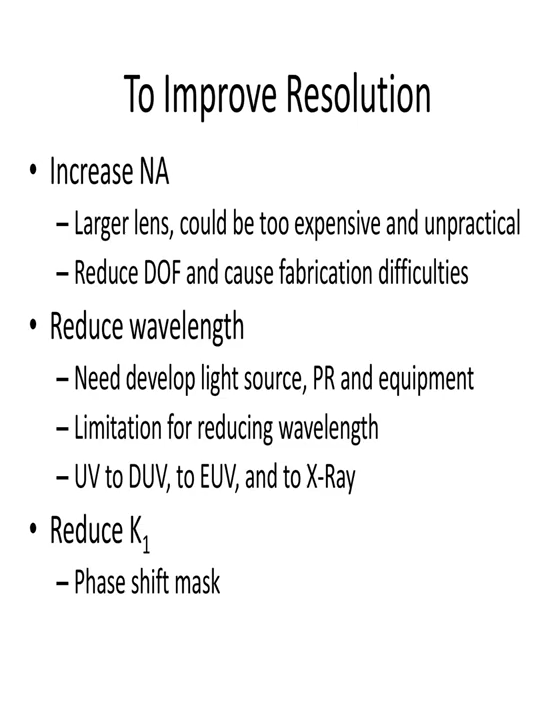 To Improve Resolution
• Increase NA
– Larger lens, could be too expensive and unpractical
– Reduce DOF and cause fabrication difficulties
• Reduce wavelength
– Need develop light source, PR and equipment
– Limitation for reducing wavelength
– UV to DUV, to EUV, and to X-Ray
• Reduce K₁
– Phase shift mask